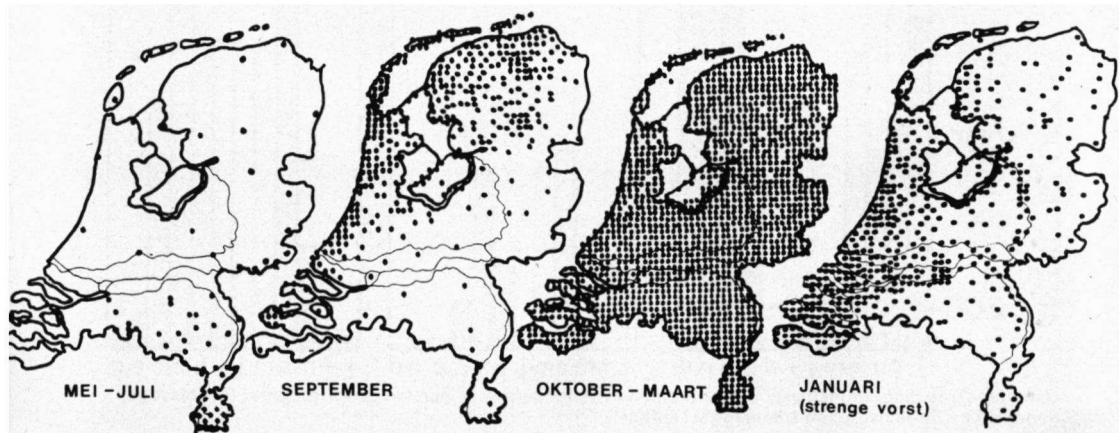 MEI – JULI
SEPTEMBER
OKTOBER – MAART
JANUARI
(strenge vorst)